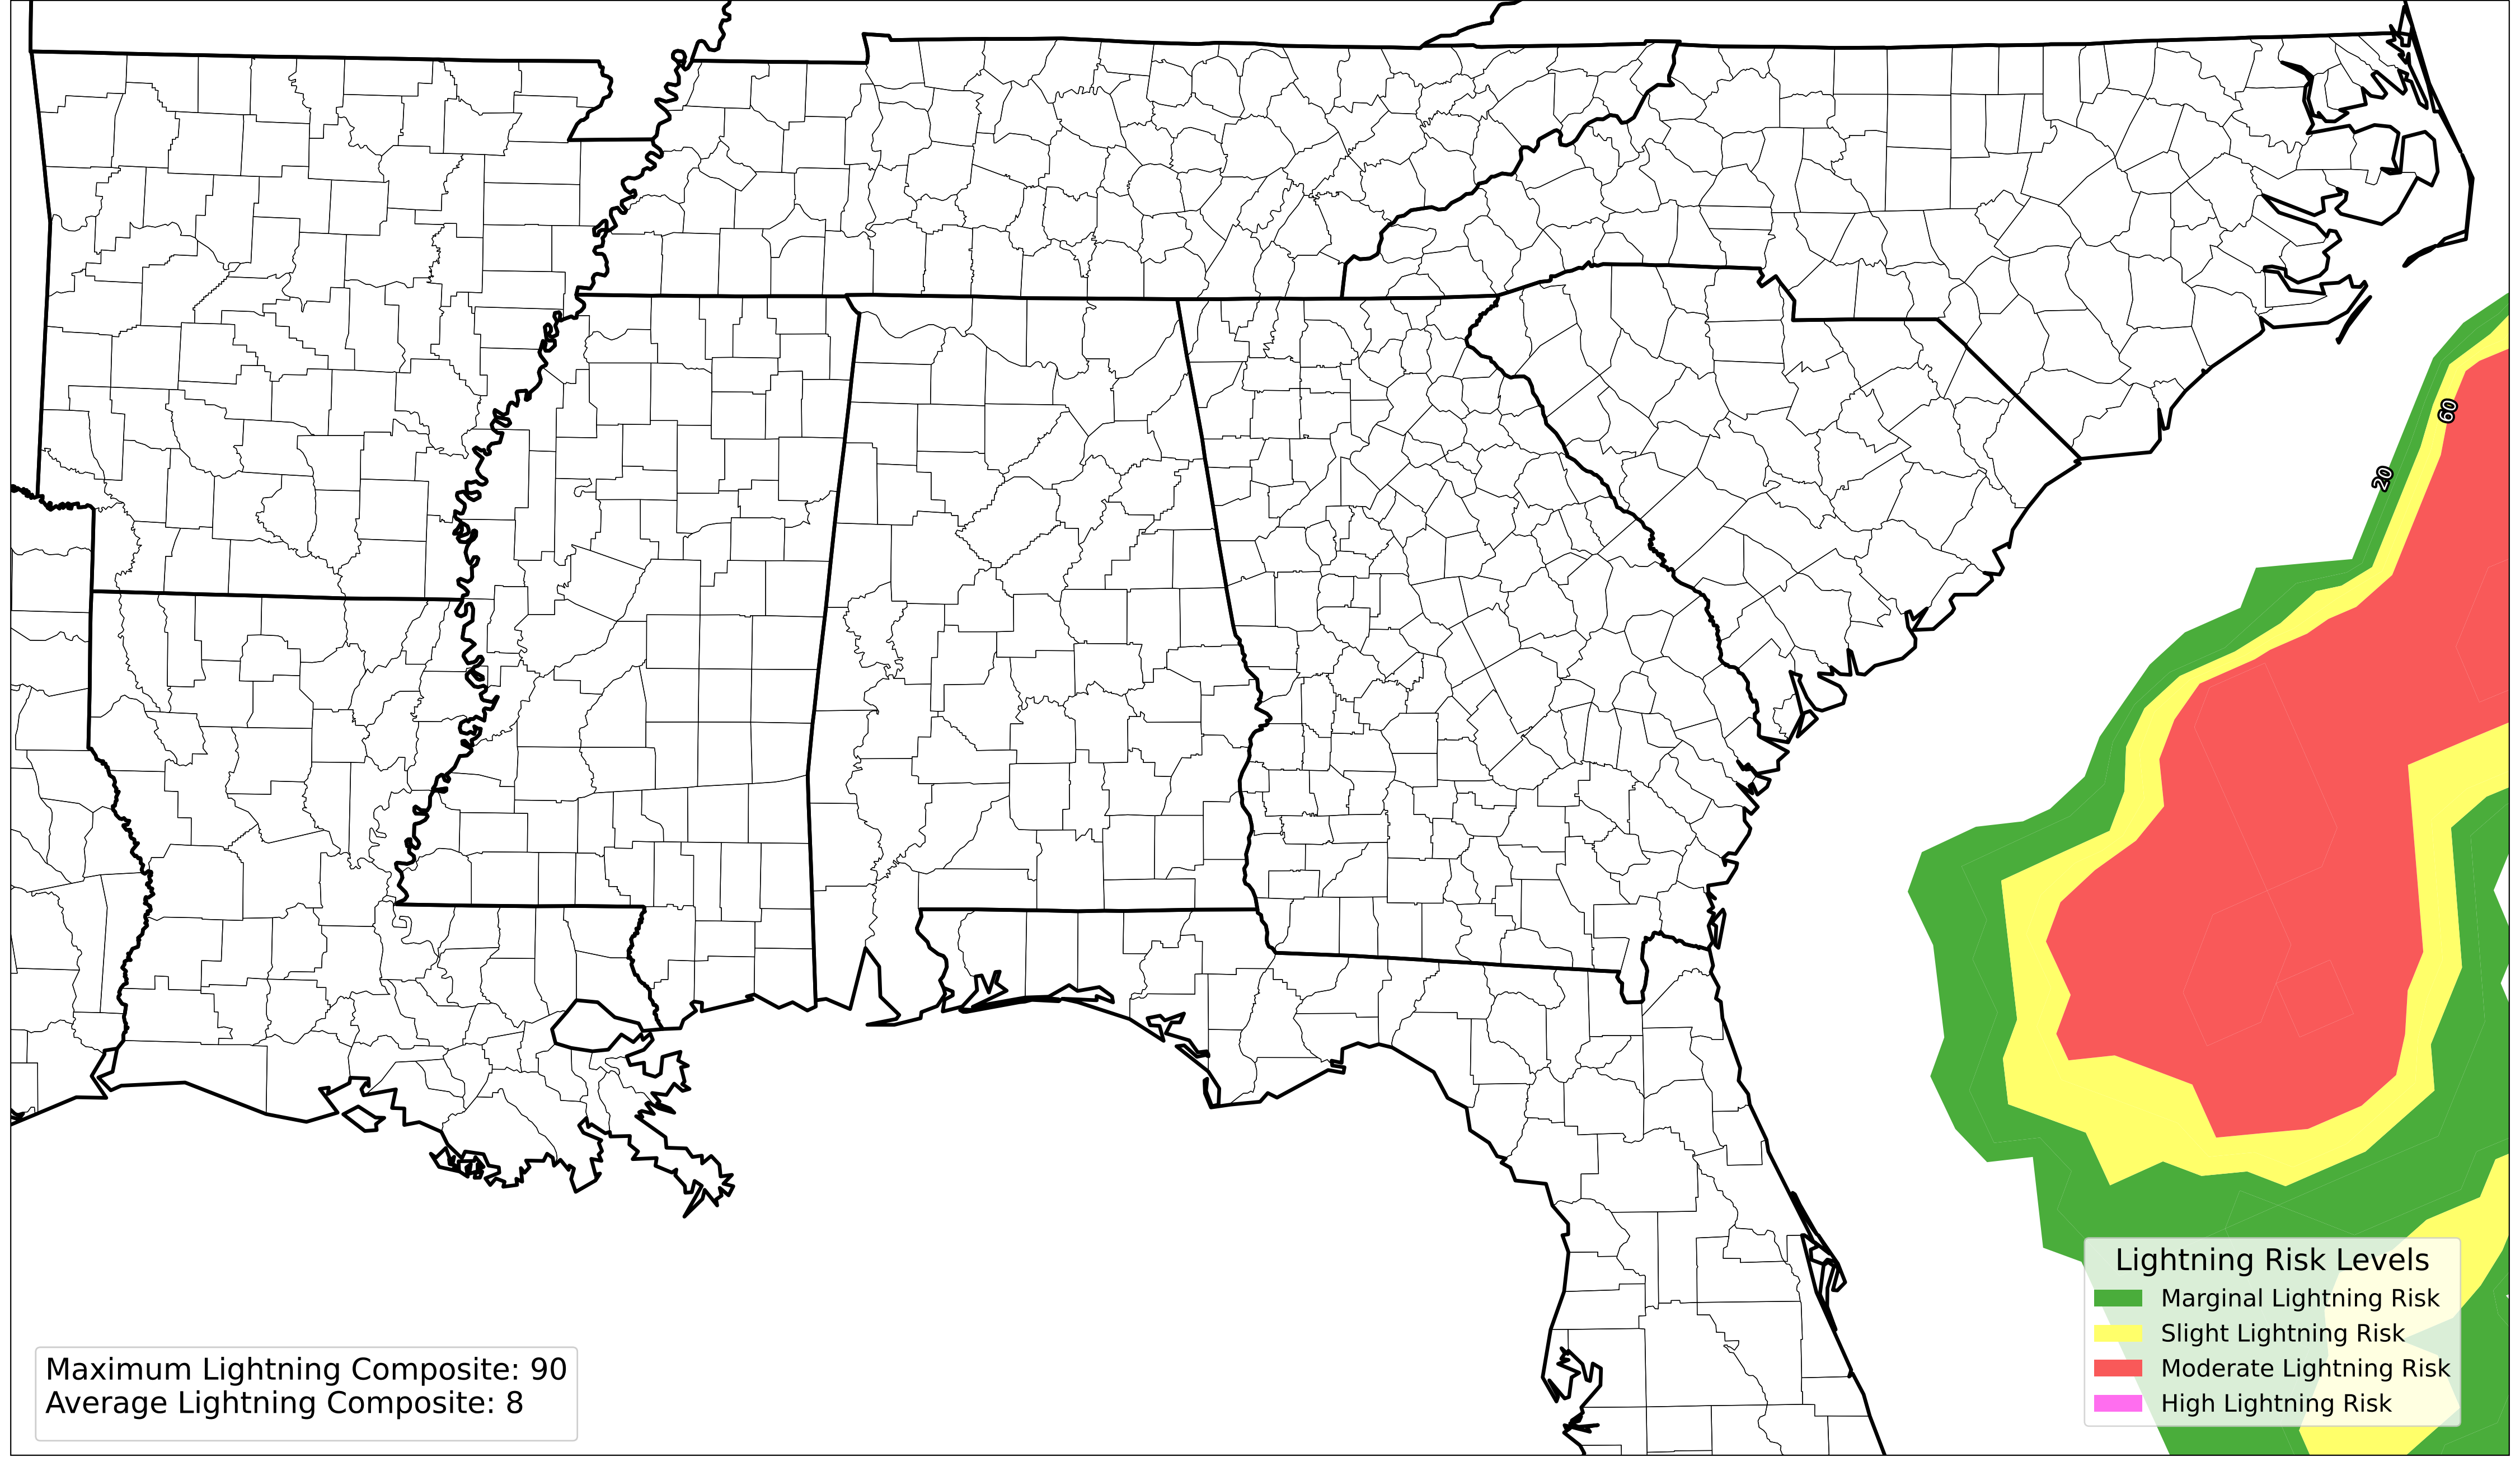 60
20
Lightning Risk Levels
Marginal Lightning Risk
Slight Lightning Risk
Moderate Lightning Risk
High Lightning Risk
Maximum Lightning Composite: 90
Average Lightning Composite: 8